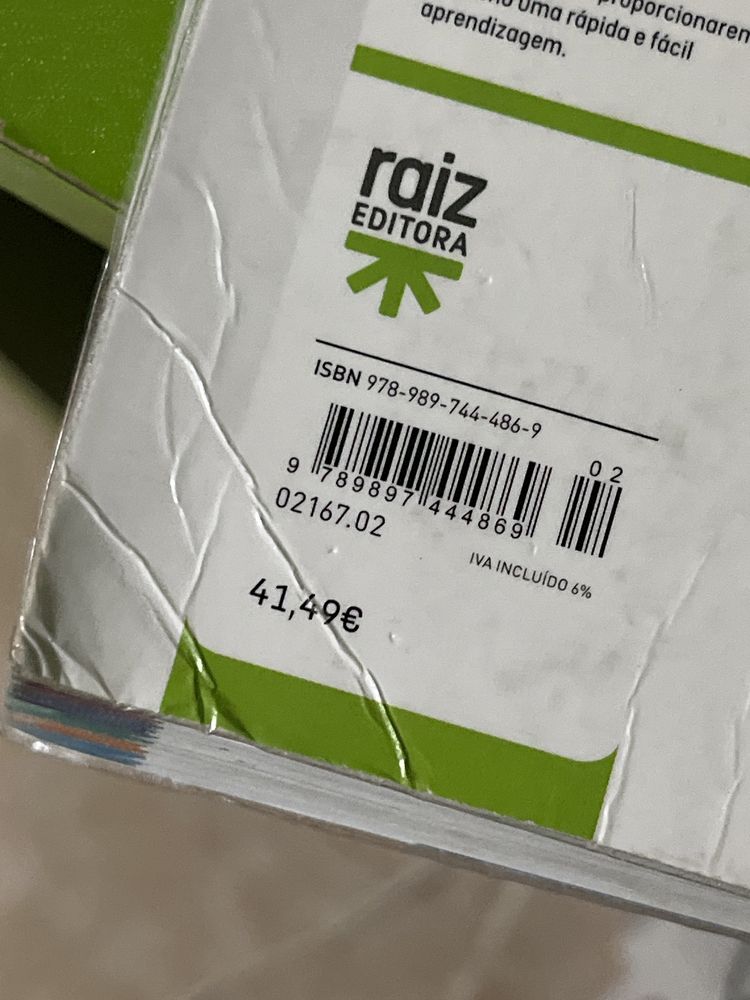 uma rápida e fácil
aprendizagem.
raiz
EDITORA
ISBN 978-989-744-486-9
02
9 789897 444869
02167.02
IVA INCLUÍDO 6%
41,49€